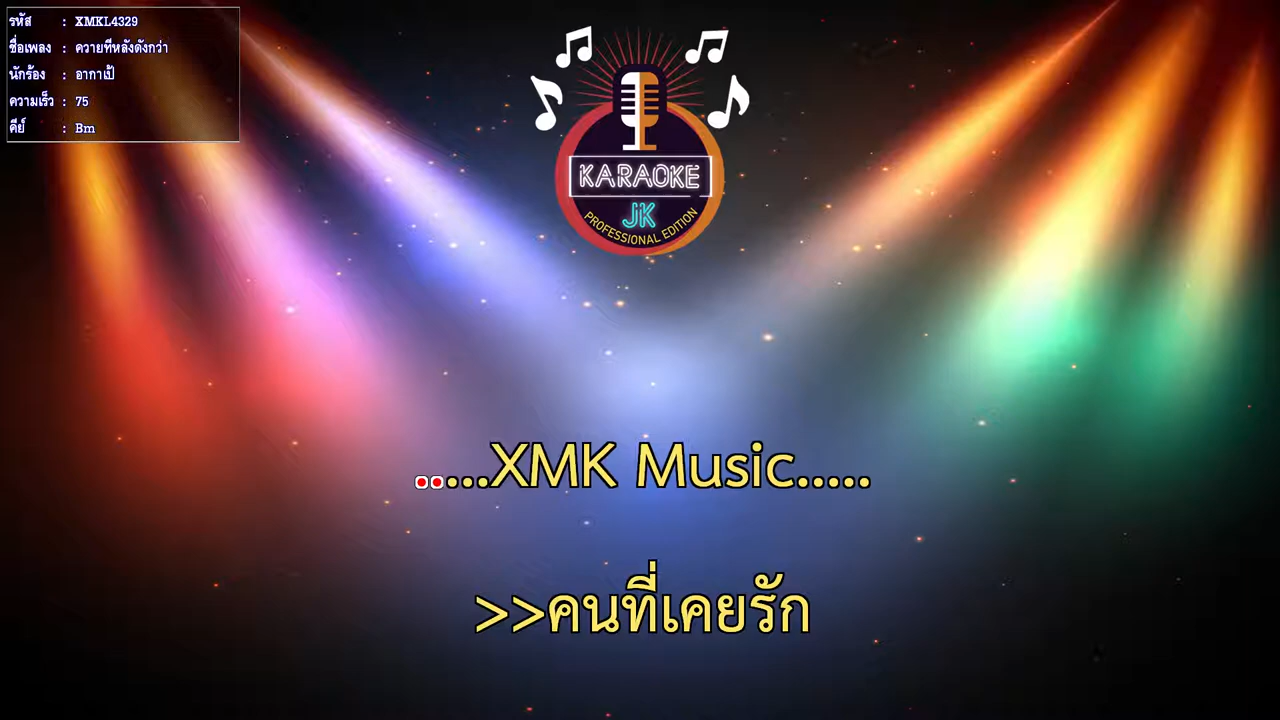 รหัส : XMKL4329
ชื่อเพลง : ควายทีหลังดังกว่า
นักร้อง : อากาเป้
ความเร็ว : 75
คีย์ : Bm
KARAOKE
JK
PROFESSIONAL EDITION
.....XMK Music.....
>>คนที่เคยรัก